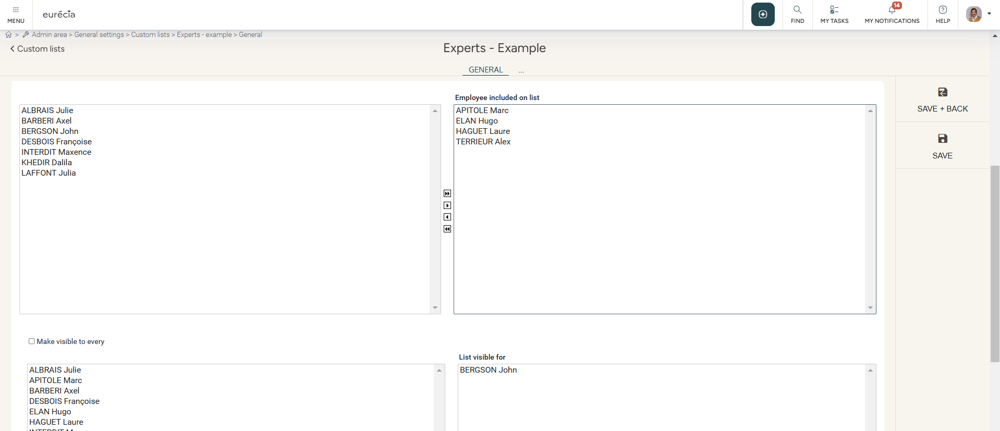 MENU
eurécia
FIND
MY TASKS
14
MY NOTIFICATIONS
HELP
> Admin area > General settings > Custom lists > Experts - example > General
Custom lists
Experts - Example
GENERAL
...
Employee included on list
ALBRAIS Julie
BARBERI Axel
BERGSON John
DESBOIS Françoise
INTERDIT Maxence
KHEDIR Dalila
LAFFONT Julia
APITOLE Marc
ELAN Hugo
HAGUET Laure
TERRIEUR Alex
SAVE + BACK
SAVE
Make visible to every
List visible for
ALBRAIS Julie
APITOLE Marc
BARBERI Axel
DESBOIS Françoise
ELAN Hugo
HAGUET Laure
BERGSON John